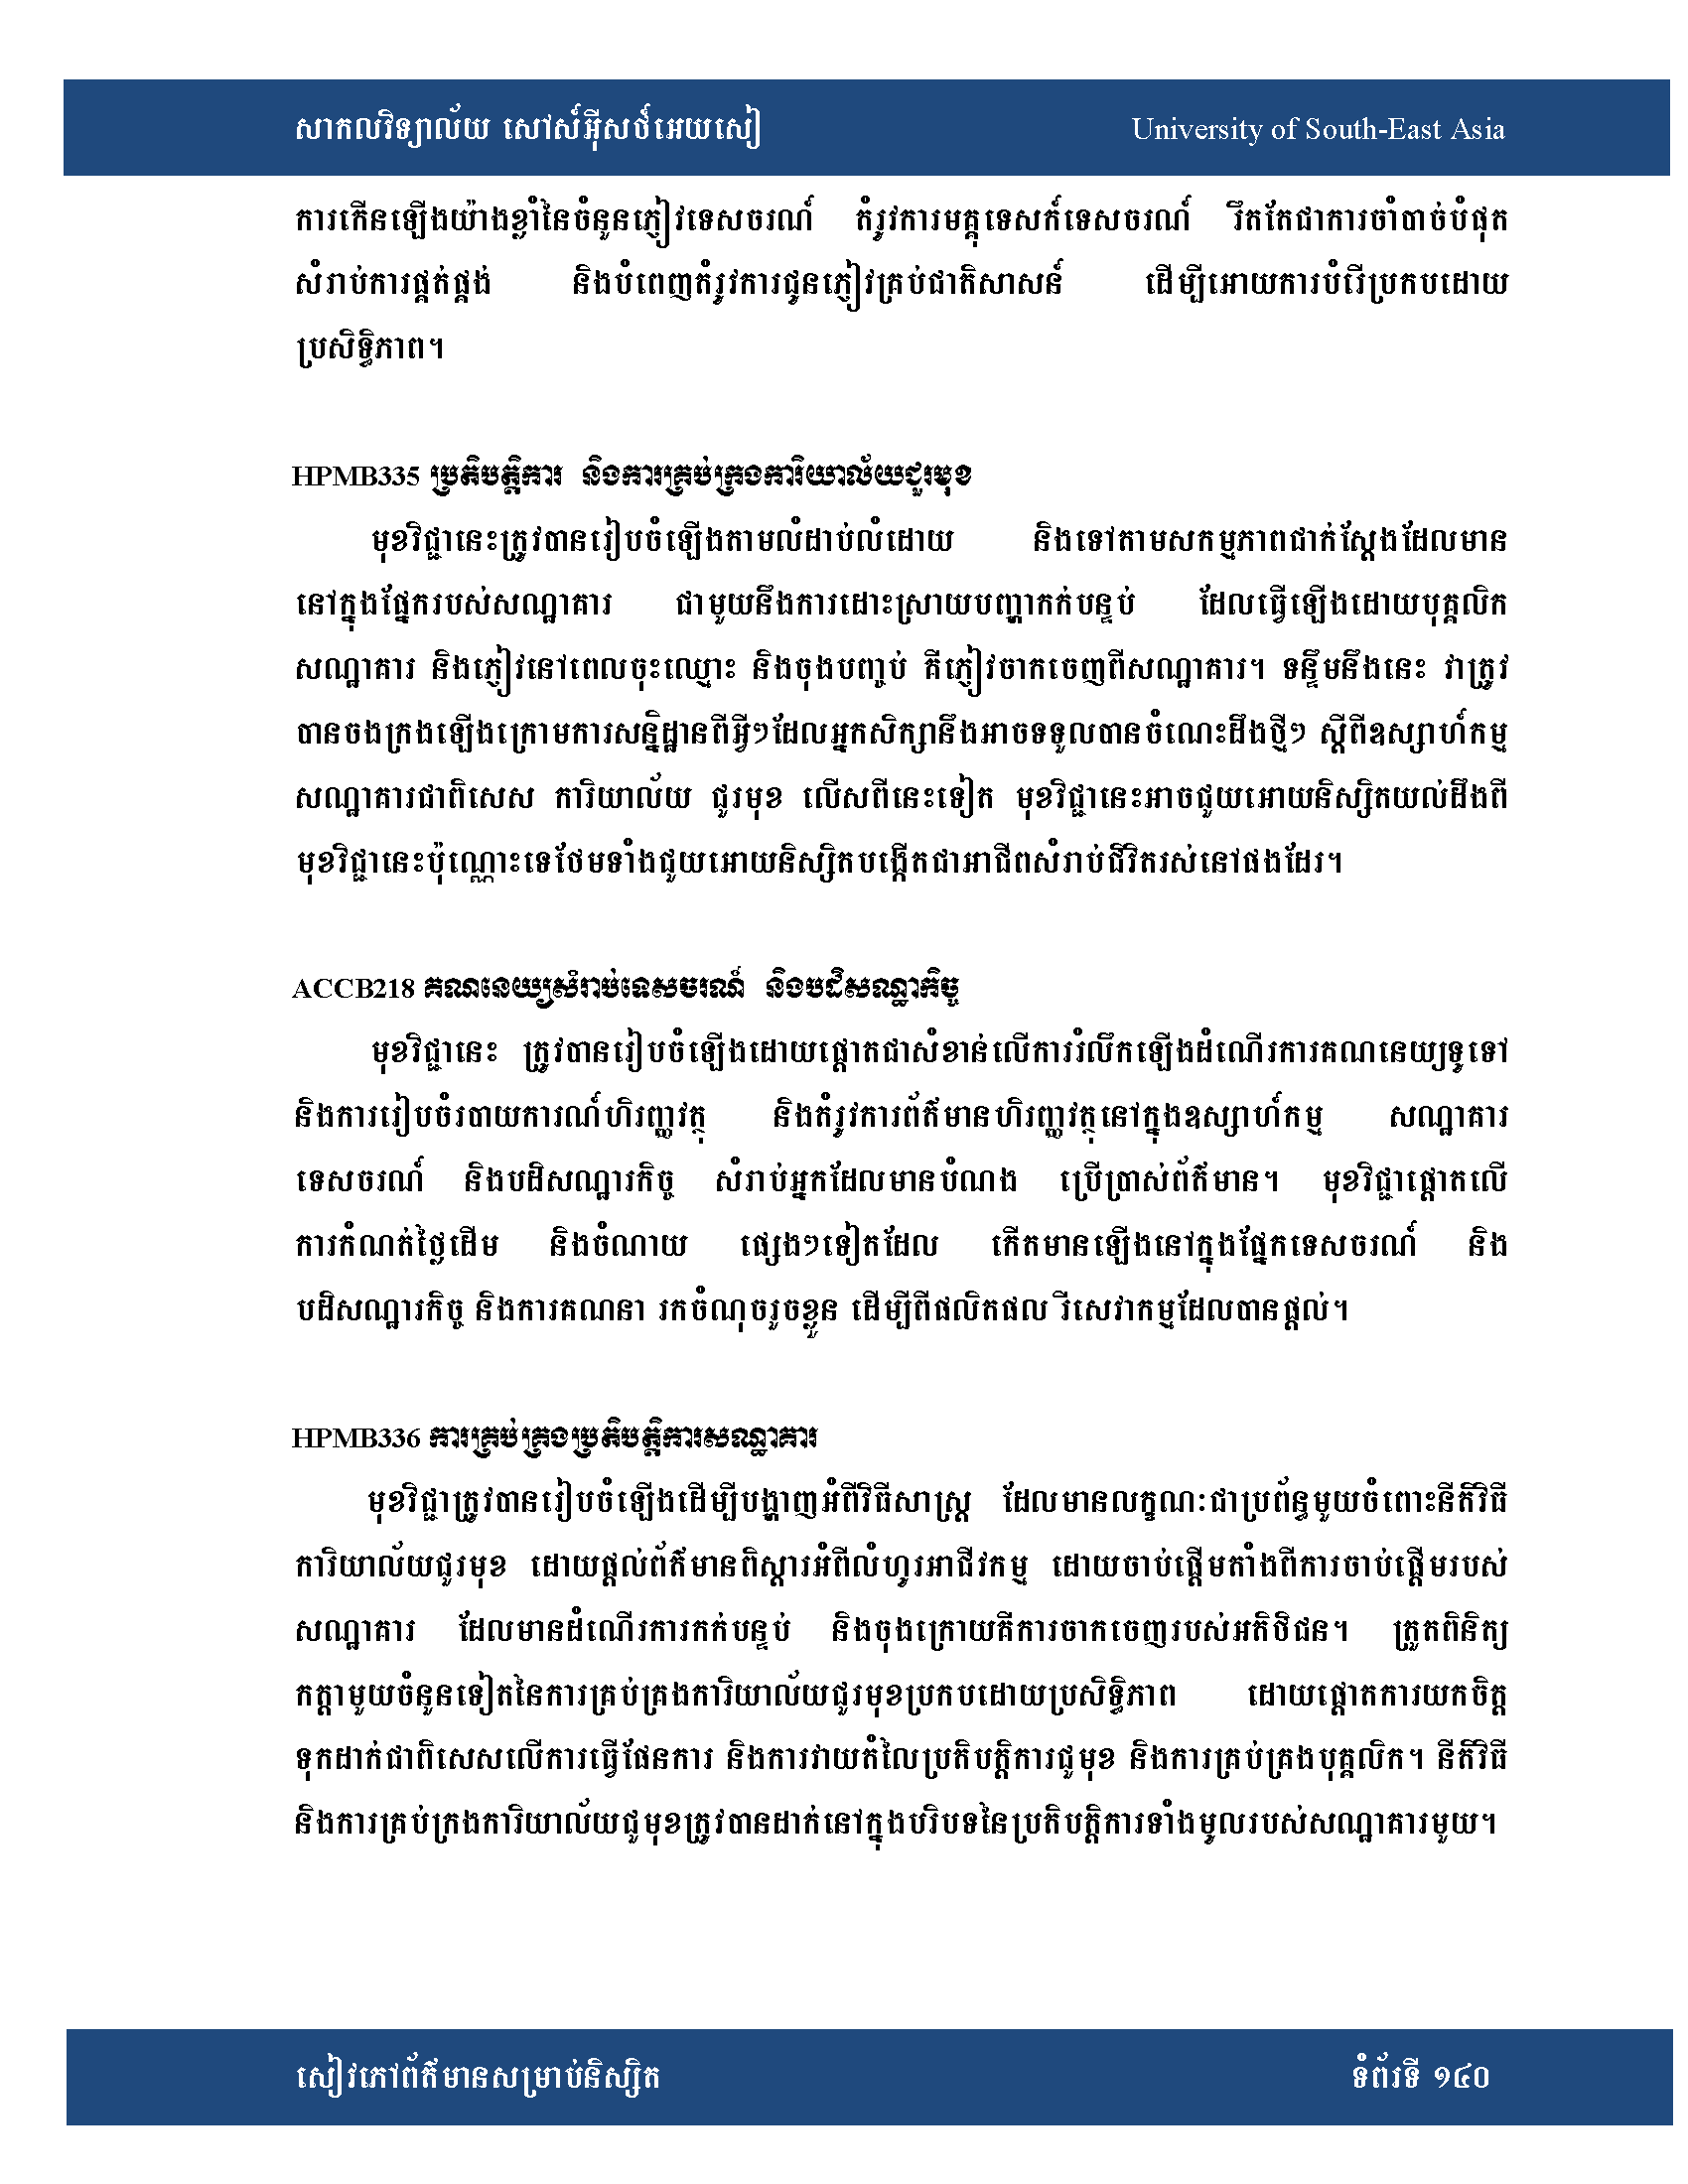 សាកលវិទ្យាល័យ សៅស៍អ៊ីសថ៍អេយសៀ University of South-East Asia
ការកើនឡើងយ៉ាងខ្លាំនៃចំនួនភ្ញៀវទេសចរណ៍ តំរូវការមគ្គុទេសក៍ទេសចរណ៍ រឹតតែជាការចាំបាច់បំផុត
សំរាប់ការផ្គត់ផ្គង់ និងបំពេញតំរូវការជូនភ្ញៀវគ្រប់ជាតិសាសន៍ ដើម្បីអោយការបំរើប្រកបដោយ
ប្រសិទ្ធិភាព។
HPMB335 ប្រតិបត្តិការ និងការគ្រប់ក្រងការិយាល័យជួរមុខ
មុខវិជ្ជានេះត្រូវបានរៀបចំឡើងតាមលំដាប់លំដោយ និងទៅតាមសកម្មភាពជាក់ស្តែងដែលមាន
នៅក្នុងផ្នែករបស់សណ្ឋាគារ ជាមួយនឹងការដោះស្រាយបញ្ហាកក់បន្ទប់ ដែលធ្វើឡើងដោយបុគ្គលិក
សណ្ឋាគារ និងភ្ញៀវនៅពេលចុះឈ្មោះ និងចុងបញ្ចប់ គឺភ្ញៀវចាកចេញពីសណ្ឋាគារ។ ទន្ទឹមនឹងនេះ វាត្រូវ
បានចងក្រងឡើងក្រោមការសន្និដ្ឋានពីអ្វីៗដែលអ្នកសិក្សានឹងអាចទទួលបានចំណេះដឹងថ្មីៗ ស្តីពីឧស្សាហ៍កម្ម
សណ្ឋាគារជាពិសេស ការិយាល័យ ជួរមុខ លើសពីនេះទៀត មុខវិជ្ជានេះអាចជួយអោយនិស្សិតយល់ដឹងពី
មុខវិជ្ជានេះប៉ុណ្ណោះទេថែមទាំងជួយអោយនិស្សិតបង្កើតជាអាជីពសំរាប់ជីវិតរស់នៅផងដែរ។
ACCB218 គណនេយ្យសំរាប់ទេសចរណ៍ និងបដិសណ្ឋាកិច្ច
មុខវិជ្ជានេះ ត្រូវបានរៀបចំឡើងដោយផ្តោតជាសំខាន់លើការរំលឹកឡើងដំណើរការគណនេយ្យទូទៅ
និងការរៀបចំរបាយការណ៍ហិរញ្ញវត្ថុ និងតំរូវការព័ត៌មានហិរញ្ញវត្ថុនៅក្នុងឧស្សាហ៍កម្ម សណ្ឋាគារ
ទេសចរណ៍ និងបដិសណ្ឋារកិច្ច សំរាប់អ្នកដែលមានបំណង ប្រើប្រាស់ព័ត៌មាន។ មុខវិជ្ជាផ្តោតលើ
ការកំណត់ថ្លៃដើម និងចំណាយ ផ្សេងៗទៀតដែល កើតមានឡើងនៅក្នុងផ្នែកទេសចរណ៍ និង
បដិសណ្ឋារកិច្ច និងការគណនា រកចំណុចរួចខ្លួន ដើម្បីពីផលិតផល រឺសេវាកម្មដែលបានផ្តល់។
HPMB336 ការគ្រប់គ្រងប្រតិបត្តិការសណ្ឋាគារ
មុខវិជ្ជាត្រូវបានរៀបចំឡើងដើម្បីបង្ហាញអំពីវិធីសាស្ត្រ ដែលមានលក្ខណៈជាប្រព័ន្ធមួយចំពោះនីតិវិធី
ការិយាល័យជួរមុខ ដោយផ្តល់ព័ត៌មានពិស្តារអំពីលំហូរអាជីវកម្ម ដោយចាប់ផ្តើមតាំងពីការចាប់ផ្តើមរបស់
សណ្ឋាគារ ដែលមានដំណើរការកក់បន្ទប់ និងចុងក្រោយគឺការចាកចេញរបស់អតិថិជន។ ត្រួតពិនិត្យ
កត្តាមួយចំនួនទៀតនៃការគ្រប់គ្រងការិយាល័យជួរមុខប្រកបដោយប្រសិទ្ធិភាព ដោយផ្តោតការយកចិត្ត
ទុកដាក់ជាពិសេសលើការធ្វើផែនការ និងការវាយតំលៃប្រតិបត្តិការជួមុខ និងការគ្រប់គ្រងបុគ្គលិក។ នីតិវិធី
និងការគ្រប់ក្រងការិយាល័យជួមុខត្រូវបានដាក់នៅក្នុងបរិបទនៃប្រតិបត្តិការទាំងមូលរបស់សណ្ឋាគារមួយ។
សៀវភៅព័ត៌មានសម្រាប់និស្សិត ទំព័រទី ១៤០